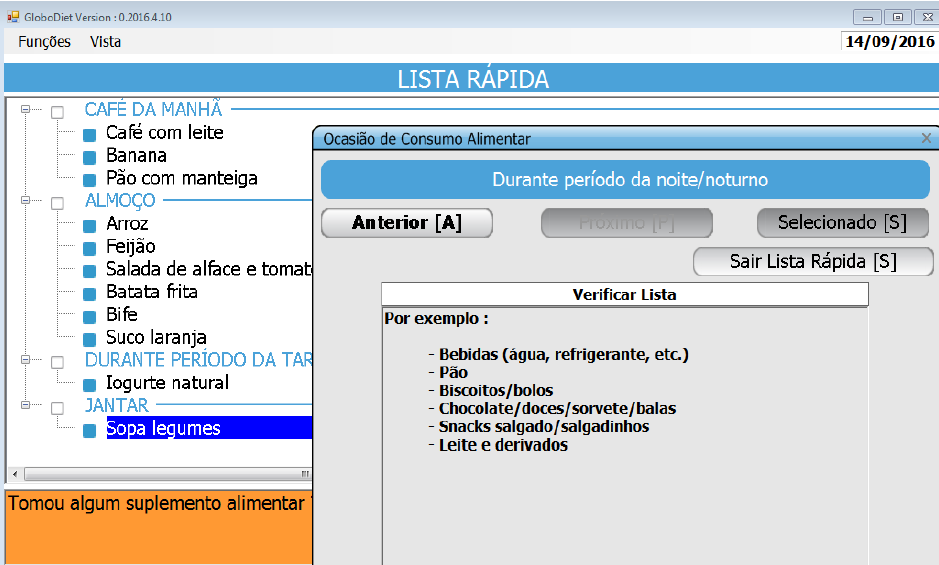 GloboDiet Version : 0.2016.4.10
Funções Vista
14/09/2016
LISTA RÁPIDA
CAFÉ DA MANHÃ
Café com leite
Banana
Pão com manteiga
ALMOÇO
Arroz
Feijão
Salada de alface e tomat
Batata frita
Bife
Suco laranja
DURANTE PERÍODO DA TAR
Iogurte natural
JANTAR
Sopa legumes
Tomou algum suplemento alimentar
Ocasião de Consumo Alimentar
Durante período da noite/noturno
Anterior [A] Próximo [P] Selecionado [S]
Sair Lista Rápida [S]
Verificar Lista
Por exemplo :
- Bebidas (água, refrigerante, etc.)
- Pão
- Biscoitos/bolos
- Chocolate/doces/sorvete/balas
- Snacks salgado/salgadinhos
- Leite e derivados